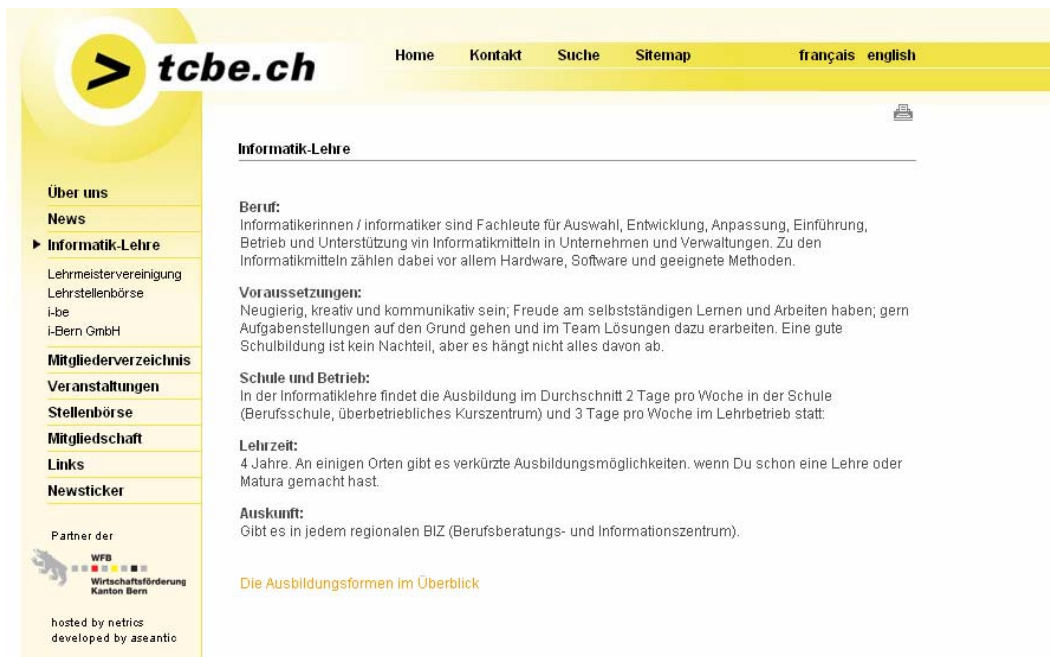 tcbe.ch
Home Kontakt Suche Sitemap français english
Informatik-Lehre
Über uns
News
Informatik-Lehre
Lehrmeistervereinigung
Lehrstellenbörse
i-be
i-Bern GmbH
Mitgliederverzeichnis
Veranstaltungen
Stellenbörse
Mitgliedschaft
Links
Newsticker
Partner der
WFB
Wirtschaftsförderung
Kanton Bern
hosted by netrics
developed by aseantic
Beruf:
Informatikerinnen / informatiker sind Fachleute für Auswahl, Entwicklung, Anpassung, Einführung,
Betrieb und Unterstützung vin Informatikmitteln in Unternehmen und Verwaltungen. Zu den
Informatikmitteln zählen dabei vor allem Hardware, Software und geeignete Methoden.
Voraussetzungen:
Neugierig, kreativ und kommunikativ sein; Freude am selbstständigen Lernen und Arbeiten haben; gern
Aufgabenstellungen auf den Grund gehen und im Team Lösungen dazu erarbeiten. Eine gute
Schulbildung ist kein Nachteil, aber es hängt nicht alles davon ab.
Schule und Betrieb:
In der Informatiklehre findet die Ausbildung im Durchschnitt 2 Tage pro Woche in der Schule
(Berufsschule, überbetriebliches Kurszentrum) und 3 Tage pro Woche im Lehrbetrieb statt:
Lehrzeit:
4 Jahre. An einigen Orten gibt es verkürzte Ausbildungsmöglichkeiten. wenn Du schon eine Lehre oder
Matura gemacht hast.
Auskunft:
Gibt es in jedem regionalen BIZ (Berufsberatungs- und Informationszentrum).
Die Ausbildungsformen im Überblick